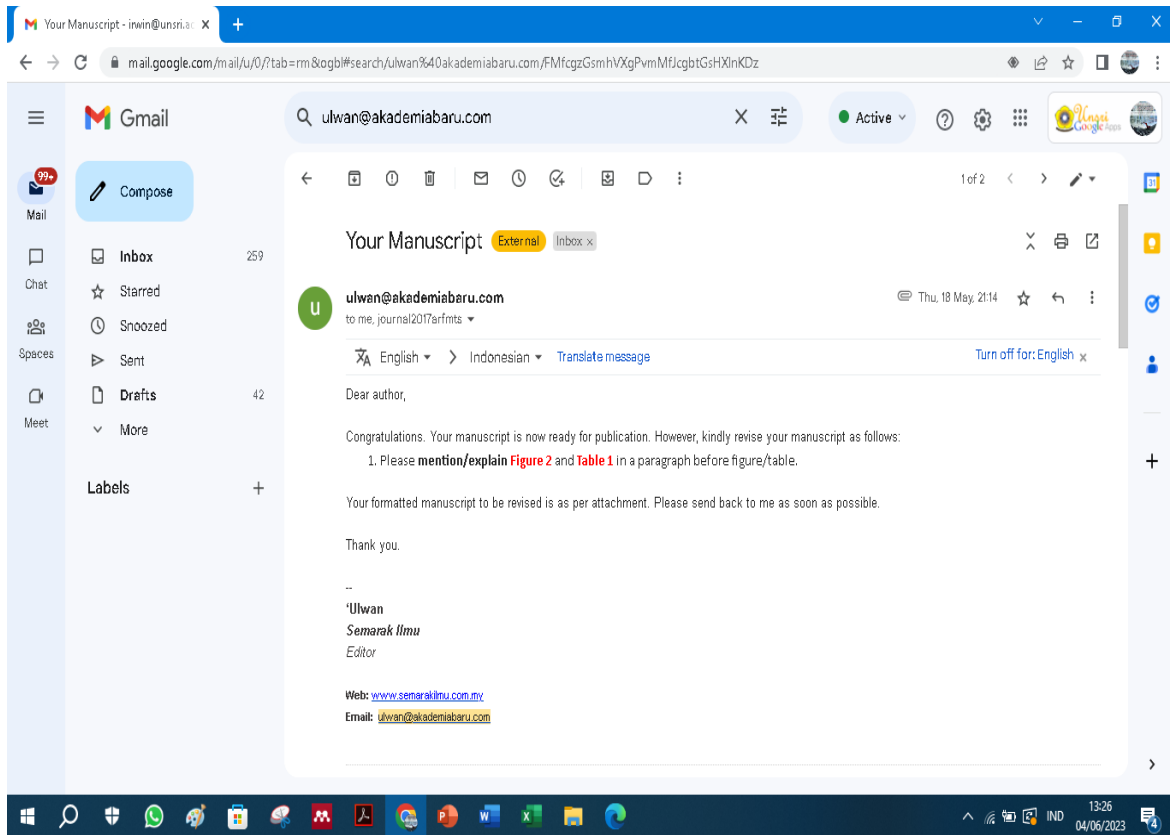 Your Manuscript - irwin@unsri.ac
mail.google.com/mail/u/0/?tab=rm&ogbl#search/ulwan%40akademiabaru.com/FMfcgzGsmhVXgPvmMfJcgbtGsHXlnKDz
Gmail
ulwan@akademiabaru.com
Active
Unsri
Google Apps
99+
Mail
Compose
1 of 2
31
Chat
Spaces
Meet
Inbox 259
Starred
Snoozed
Sent
Drafts 42
More
Labels
Your Manuscript External Inbox x
u
ulwan@akademiabaru.com
Thu, 18 May, 21:14
to me, journal2017arfmts
English > Indonesian Translate message
Turn off for: English x
Dear author,
Congratulations. Your manuscript is now ready for publication. However, kindly revise your manuscript as follows:
1. Please mention/explain Figure 2 and Table 1 in a paragraph before figure/table.
Your formatted manuscript to be revised is as per attachment. Please send back to me as soon as possible.
Thank you.
--
‘Ulwan
Semarak Ilmu
Editor
Web: www.semarakilmu.com.my
Email: ulwan@akademiabaru.com
IND
13:26
04/06/2023
4